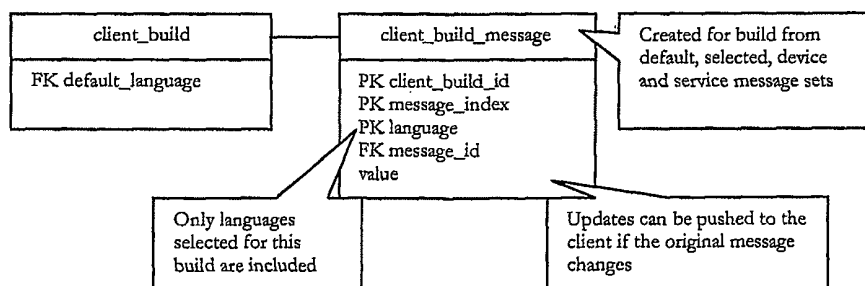 client_build
FK default_language
client_build_message
PK client_build_id
PK message_index
PK language
FK message_id
value
Created for build from
default, selected, device
and service message sets
Only languages
selected for this
build are included
Updates can be pushed to the
client if the original message
changes